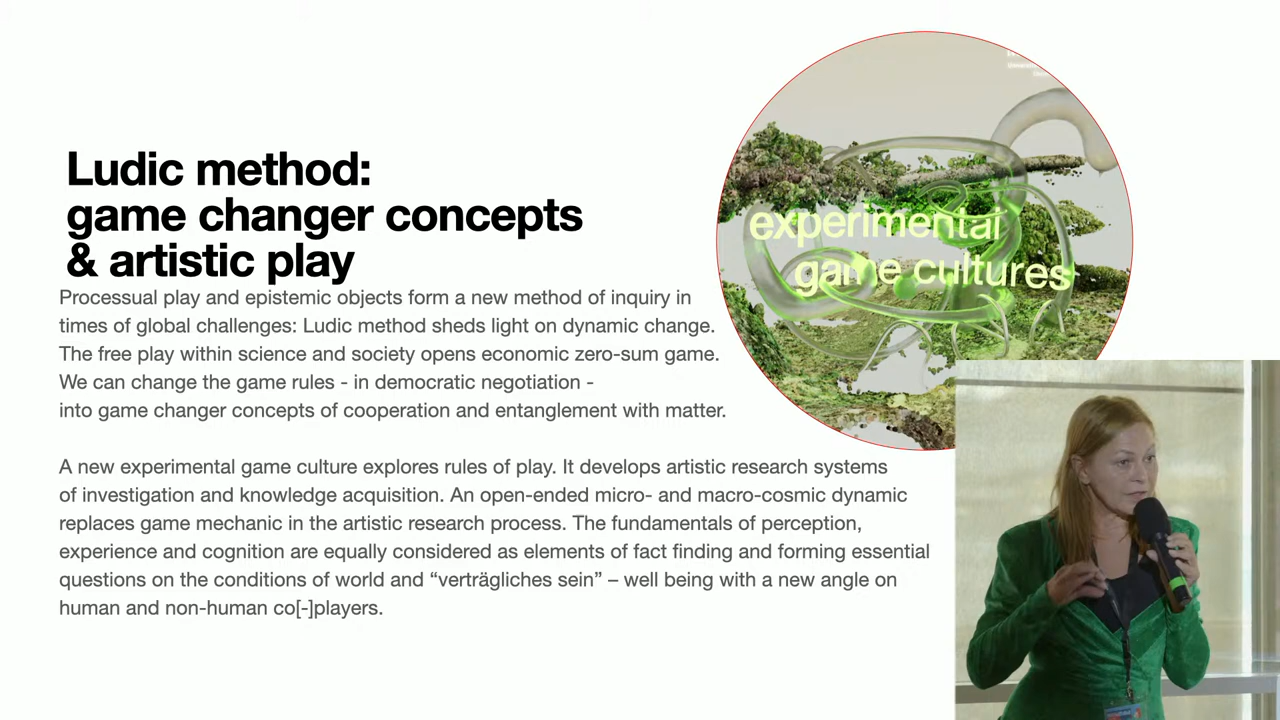 Ludic method:
game changer concepts
& artistic play
Processual play and epistemic objects form a new method of inquiry in
times of global challenges: Ludic method sheds light on dynamic change.
The free play within science and society opens economic zero-sum game.
We can change the game rules - in democratic negotiation -
into game changer concepts of cooperation and entanglement with matter.
A new experimental game culture explores rules of play. It develops artistic research systems
of investigation and knowledge acquisition. An open-ended micro- and macro-cosmic dynamic
replaces game mechanic in the artistic research process. The fundamentals of perception,
experience and cognition are equally considered as elements of fact finding and forming essential
questions on the conditions of world and “verträgliches sein” – well being with a new angle on
human and non-human co[-]players.
experimental
game cultures